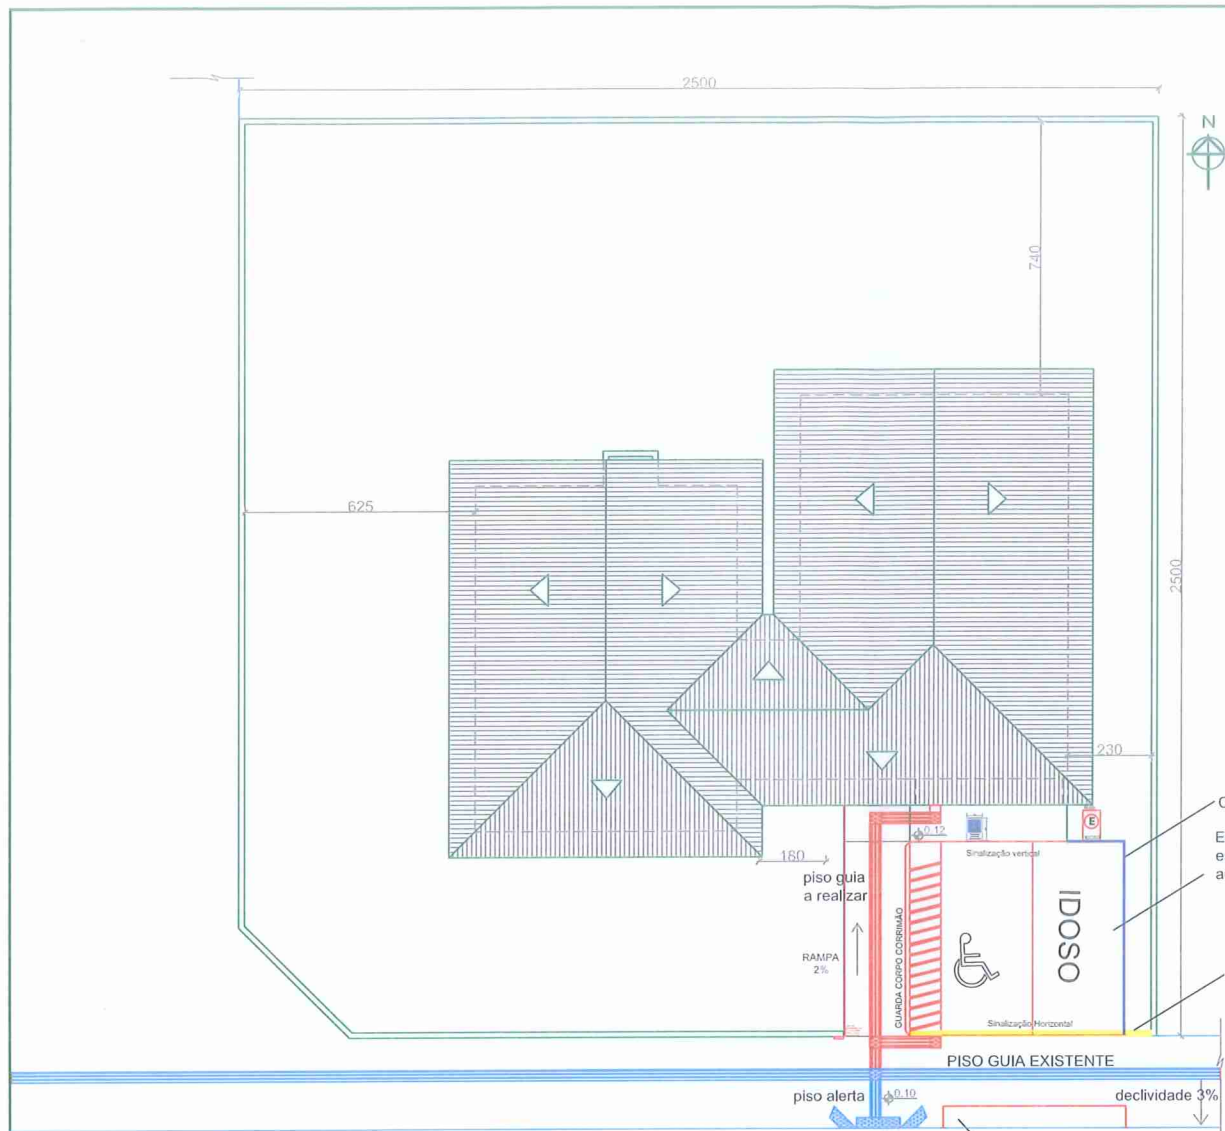 2500
N
740
625
2500
230
C
E
E
e
a
0.12
Sinalização vertical
180
piso guia
a realizar
IDOSO
GUARDA CORPO CORRIMÃO
RAMPA
2%
Sinalização Horizontal
PISO GUIA EXISTENTE
piso alerta
0.10
declividade 3%